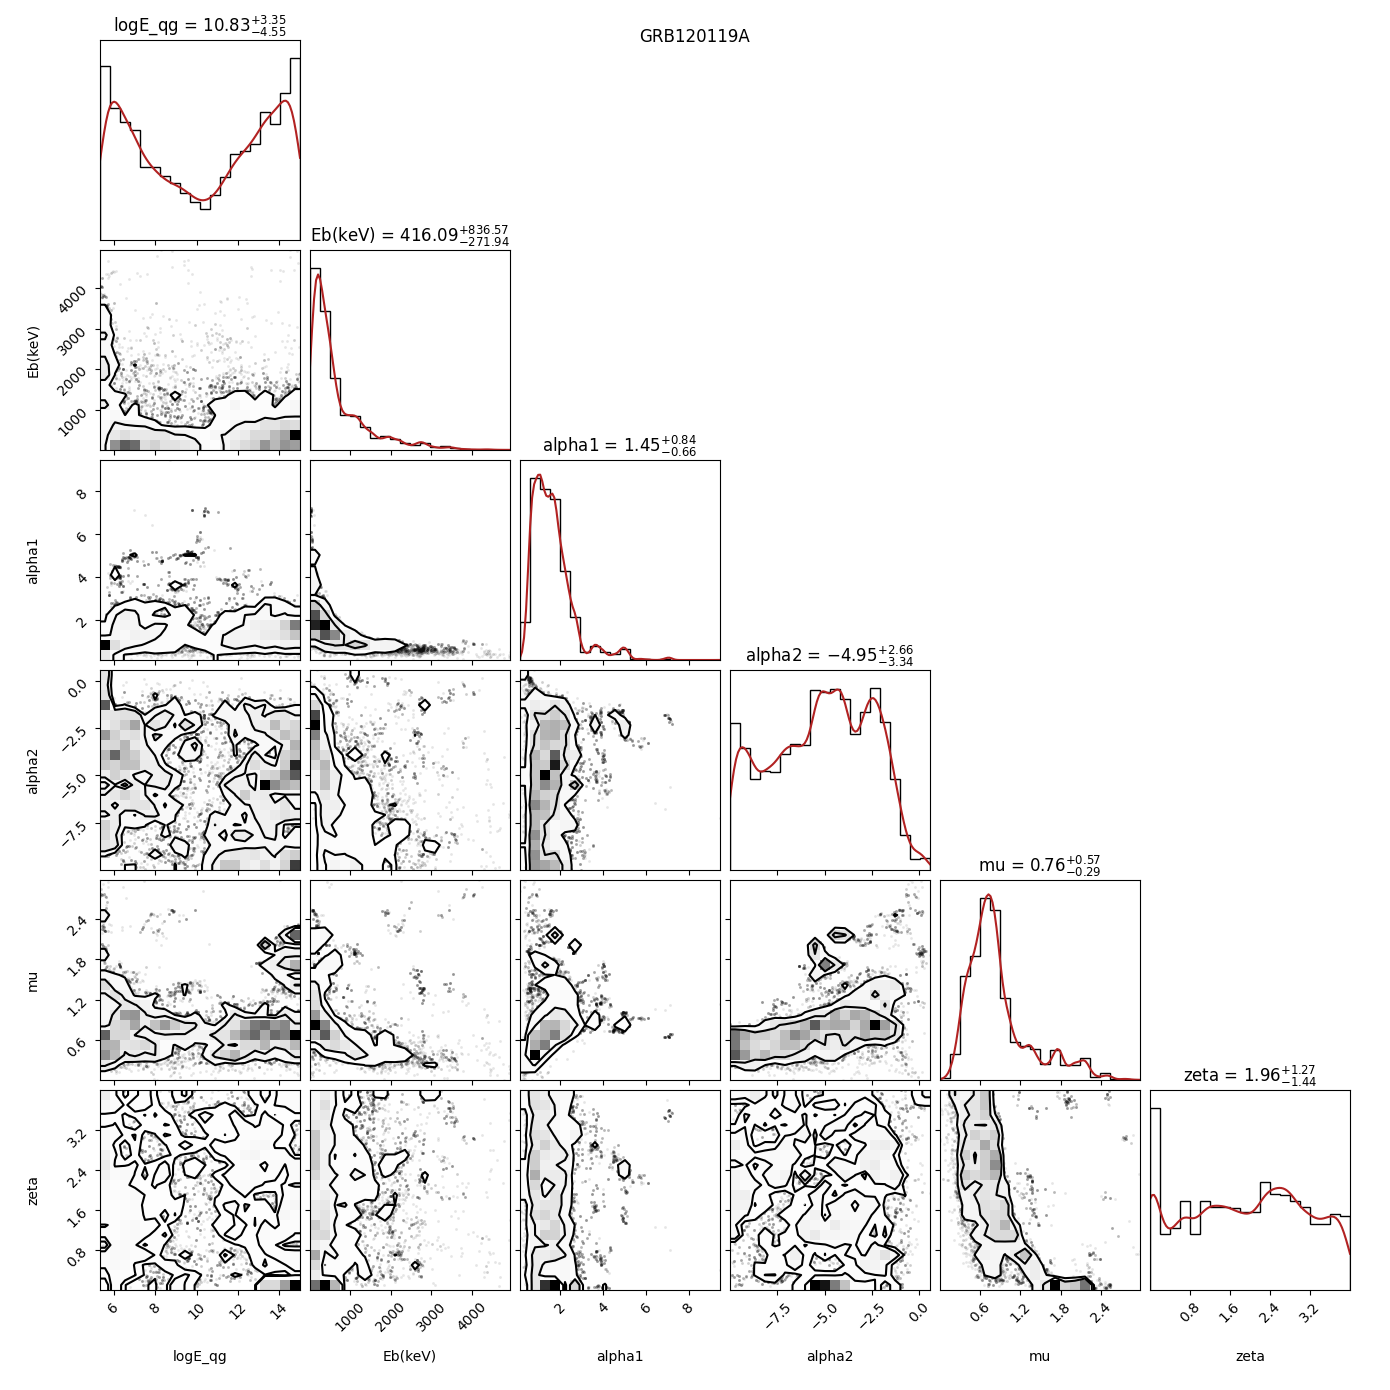 GRB120119A
logE_qg = 10.83+3.35−4.55
Eb(keV) = 416.09+836.57−271.94
Eb(keV)
4000
3000
2000
1000
alpha1 = 1.45+0.84−0.66
alpha1
8
6
4
2
alpha2 = −4.95+2.66−3.34
alpha2
0.0
−2.5
−5.0
−7.5
mu = 0.76+0.57−0.29
mu
2.4
1.8
1.2
0.6
zeta = 1.96+1.27−1.44
zeta
3.2
2.4
1.6
0.8
6 8 10 12 14
1000 2000 3000 4000
2 4 6 8
−7.5 −5.0 −2.5 0.0
0.6 1.2 1.8 2.4
0.8 1.6 2.4 3.2
logE_qg Eb(keV) alpha1 alpha2 mu zeta